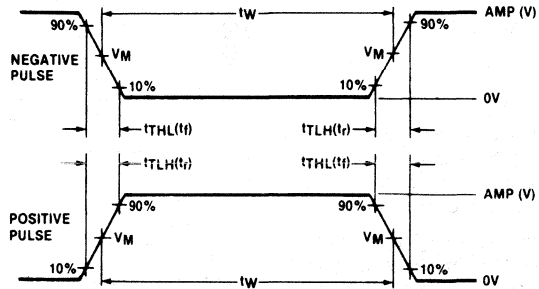 tW
90%
90%
AMP (V)
NEGATIVE
PULSE
VM
VM
10%
10%
0V
tTHL(tf)
tTLH(tr)
tTLH(tr)
tTHL(tf)
AMP (V)
90%
90%
POSITIVE
PULSE
VM
VM
10%
10%
tW
0V